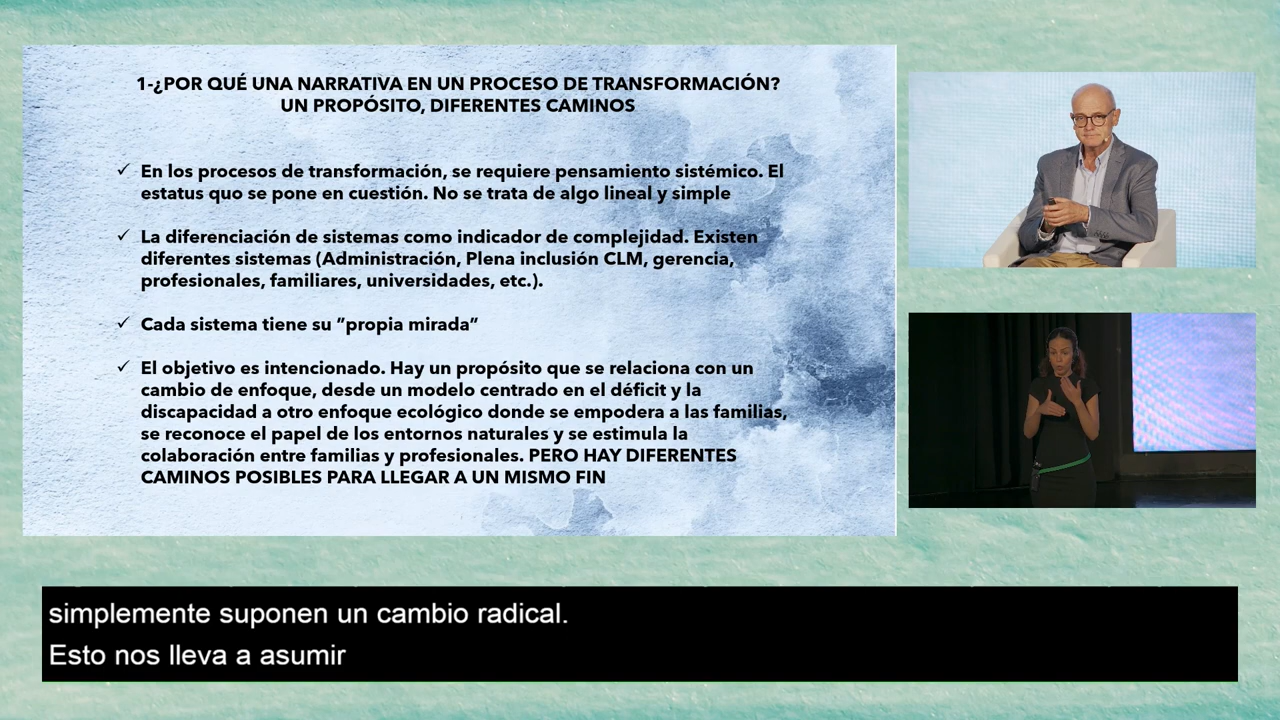 1-¿POR QUÉ UNA NARRATIVA EN UN PROCESO DE TRANSFORMACIÓN?
UN PROPÓSITO, DIFERENTES CAMINOS
✓ En los procesos de transformación, se requiere pensamiento sistémico. El
estatus quo se pone en cuestión. No se trata de algo lineal y simple
✓ La diferenciación de sistemas como indicador de complejidad. Existen
diferentes sistemas (Administración, Plena inclusión CLM, gerencia,
profesionales, familiares, universidades, etc.).
✓ Cada sistema tiene su ”propia mirada”
✓ El objetivo es intencionado. Hay un propósito que se relaciona con un
cambio de enfoque, desde un modelo centrado en el déficit y la
discapacidad a otro enfoque ecológico donde se empodera a las familias,
se reconoce el papel de los entornos naturales y se estimula la
colaboración entre familias y profesionales. PERO HAY DIFERENTES
CAMINOS POSIBLES PARA LLEGAR A UN MISMO FIN
simplemente suponen un cambio radical.
Esto nos lleva a asumir